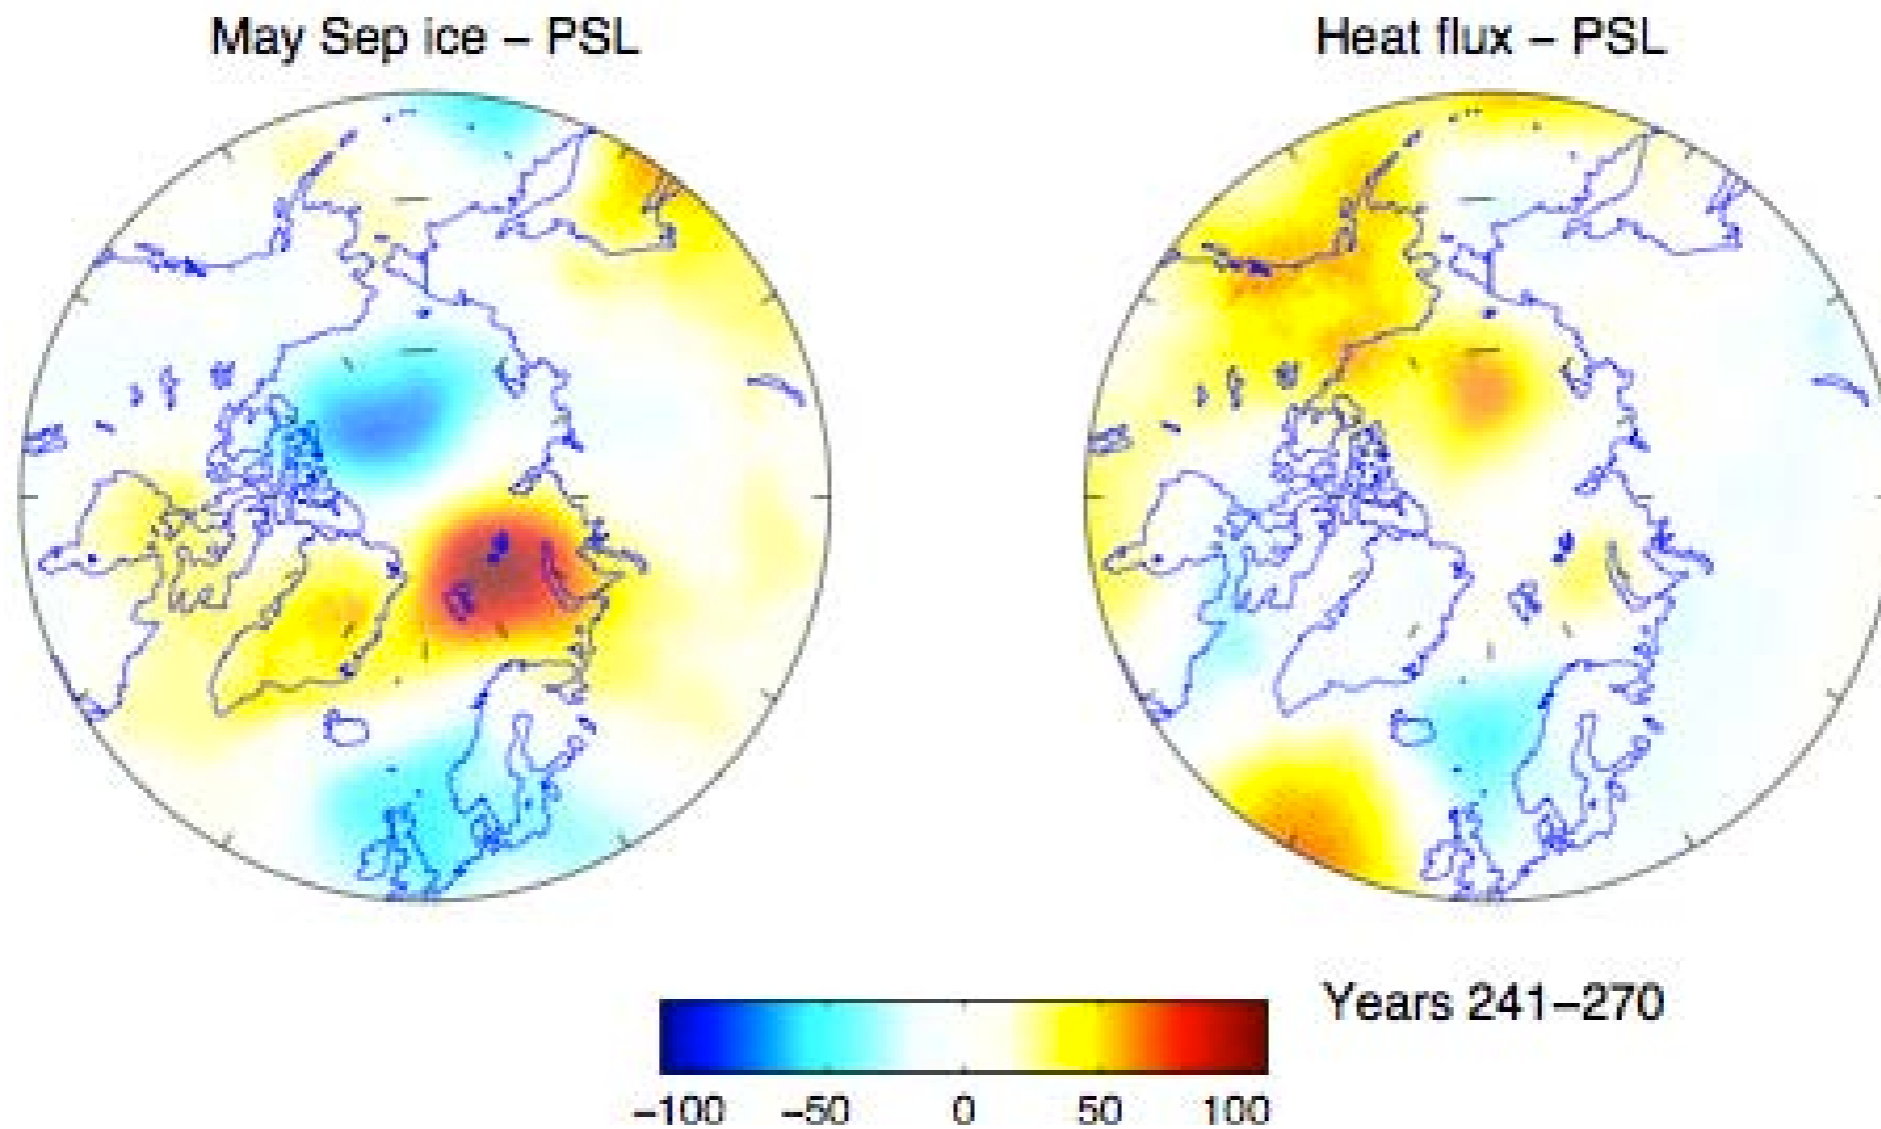 May Sep ice – PSL
Heat flux – PSL
Years 241–270
−100 −50 0 50 100